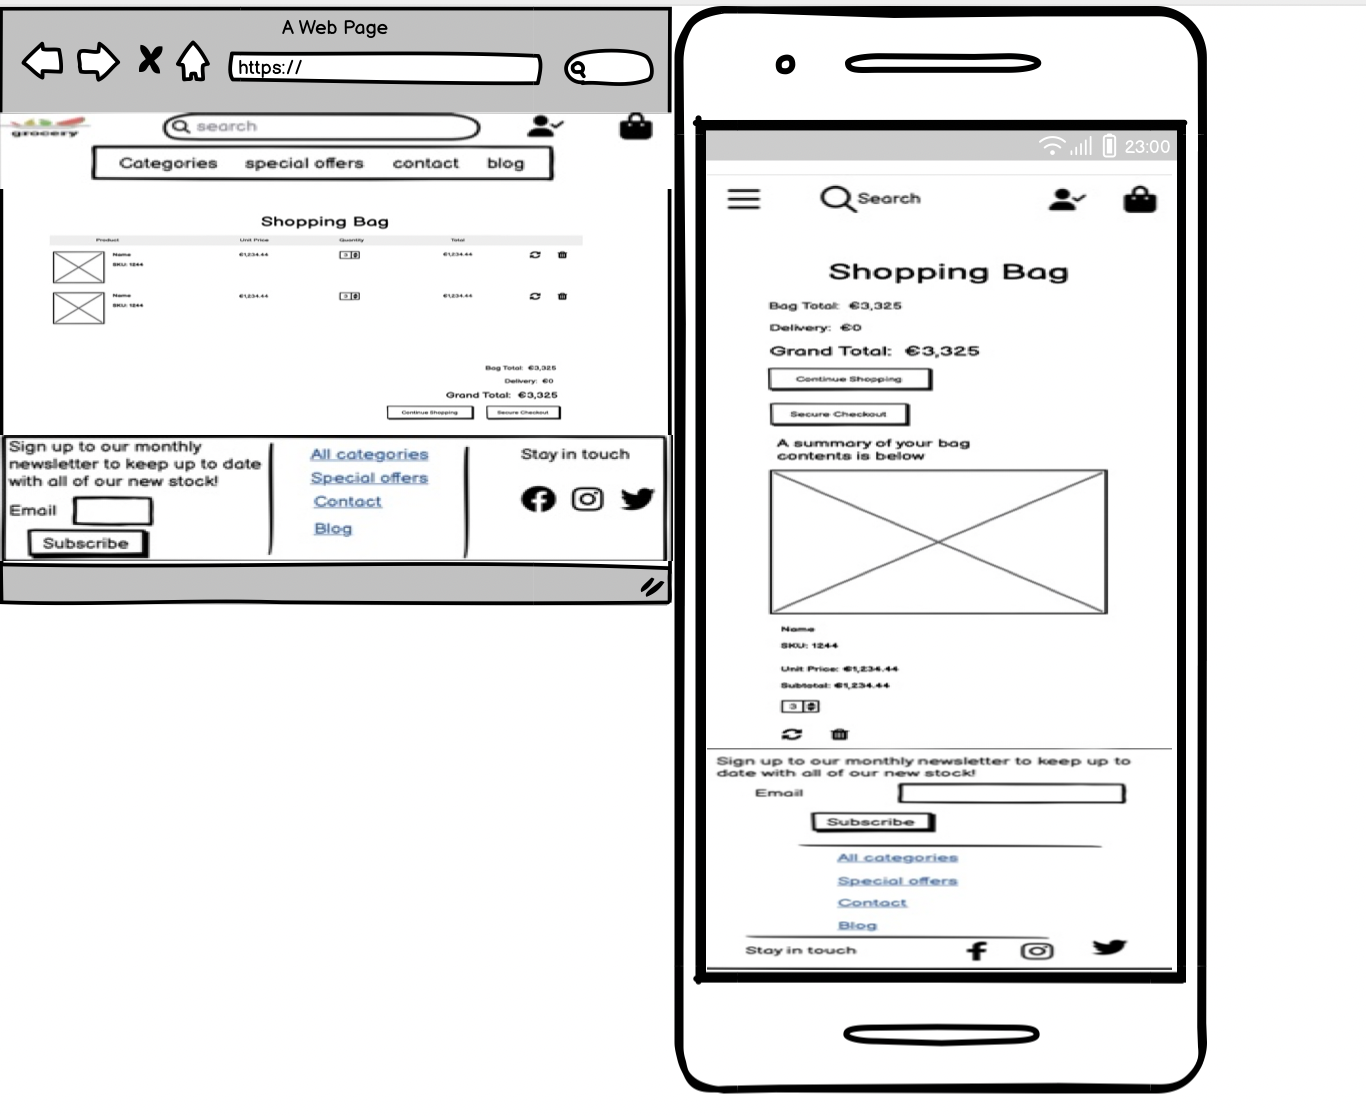 A Web Page
https://
grocery
search
Categories special offers contact blog
Shopping Bag
Product Unit Price Quantity Total
Name €1,234.44 3 €1,234.44
SKU: 1244
Name €1,234.44 3 €1,234.44
SKU: 1244
Bag Total: €3,325
Delivery: €0
Grand Total: €3,325
Continue Shopping Secure Checkout
Sign up to our monthly
newsletter to keep up to date
with all of our new stock!
Email
Subscribe
All categories
Special offers
Contact
Blog
Stay in touch
23:00
Search
Shopping Bag
Bag Total: €3,325
Delivery: €0
Grand Total: €3,325
Continue Shopping
Secure Checkout
A summary of your bag
contents is below
Name
SKU: 1244
Unit Price: €1,234.44
Subtotal: €1,234.44
3
Sign up to our monthly newsletter to keep up to
date with all of our new stock!
Email
Subscribe
All categories
Special offers
Contact
Blog
Stay in touch